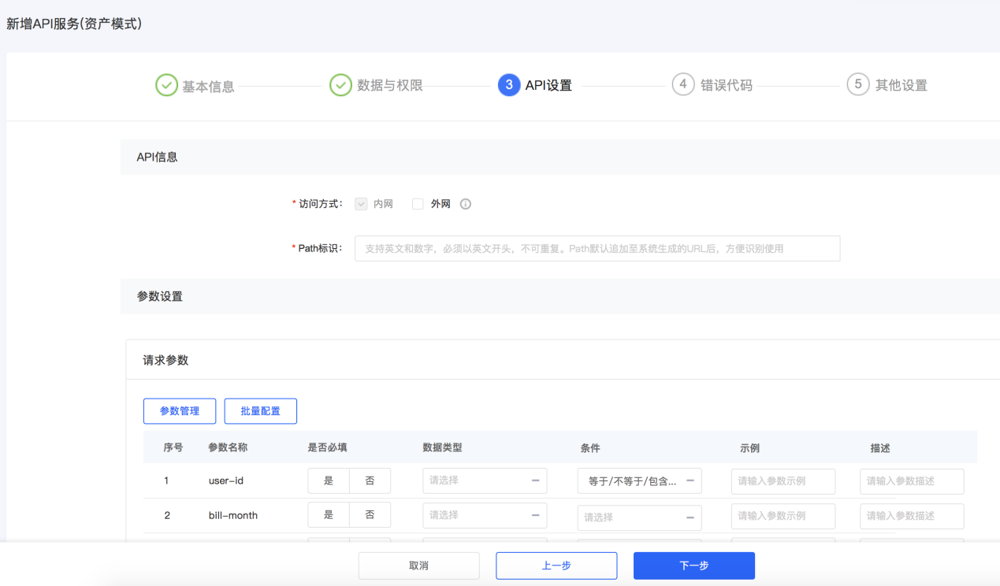 新增API服务(资产模式)
基本信息 数据与权限 3 API设置 4 错误代码 5 其他设置
API信息
* 访问方式： 内网 外网
* Path标识： 支持英文和数字，必须以英文开头，不可重复。Path默认追加至系统生成的URL后，方便识别使用
参数设置
请求参数
参数管理 批量配置
序号 参数名称 是否必填 数据类型 条件 示例 描述
1 user-id 是 否 请选择 等于/不等于/包含... 请输入参数示例 请输入参数描述
2 bill-month 是 否 请选择 请选择 请输入参数示例 请输入参数描述
取消 上一步 下一步